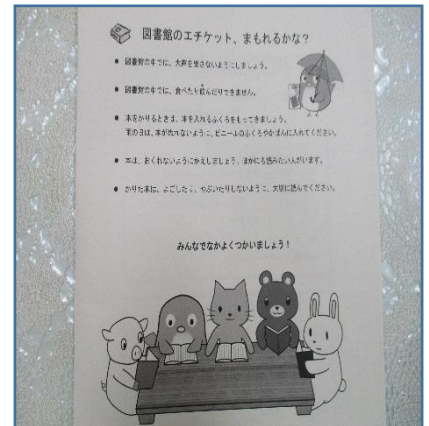 図書館のエチケット、まもれるかな?
● 図書館の中では、大声を出さないようにしましょう。
● 図書館の中では、食べたり飲んだりできません。
● 本をかりるときは、本を入れるふくろをもってきましょう。
雨の日は、本がぬれないように、ビニールのふくろやかばんに入れてください。
● 本は、おくれないようにかえしましょう。ほかにも読みたい人がいます。
● かりた本は、よごしたり、やぶいたりしないように、大切に読んでください。
みんなでなかよくつかいましょう!